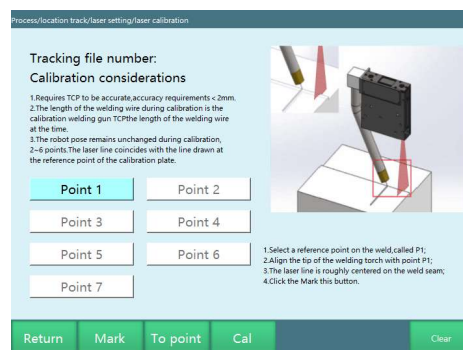 Process/location track/laser setting/laser calibration
Tracking file number:
Calibration considerations
1.Requires TCP to be accurate,accuracy requirements < 2mm.
2.The length of the welding wire during calibration is the
calibration welding gun TCPthe length of the welding wire
at the time.
3.The robot pose remains unchanged during calibration,
2~6 points.The laser line coincides with the line drawn at
the reference point of the calibration plate.
Point 1
Point 2
Point 3
Point 4
Point 5
Point 6
Point 7
1.Select a reference point on the weld,called P1;
2.Align the tip of the welding torch with point P1;
3.The laser line is roughly centered on the weld seam;
4.Click the Mark this button.
Return
Mark
To point
Cal
Clear